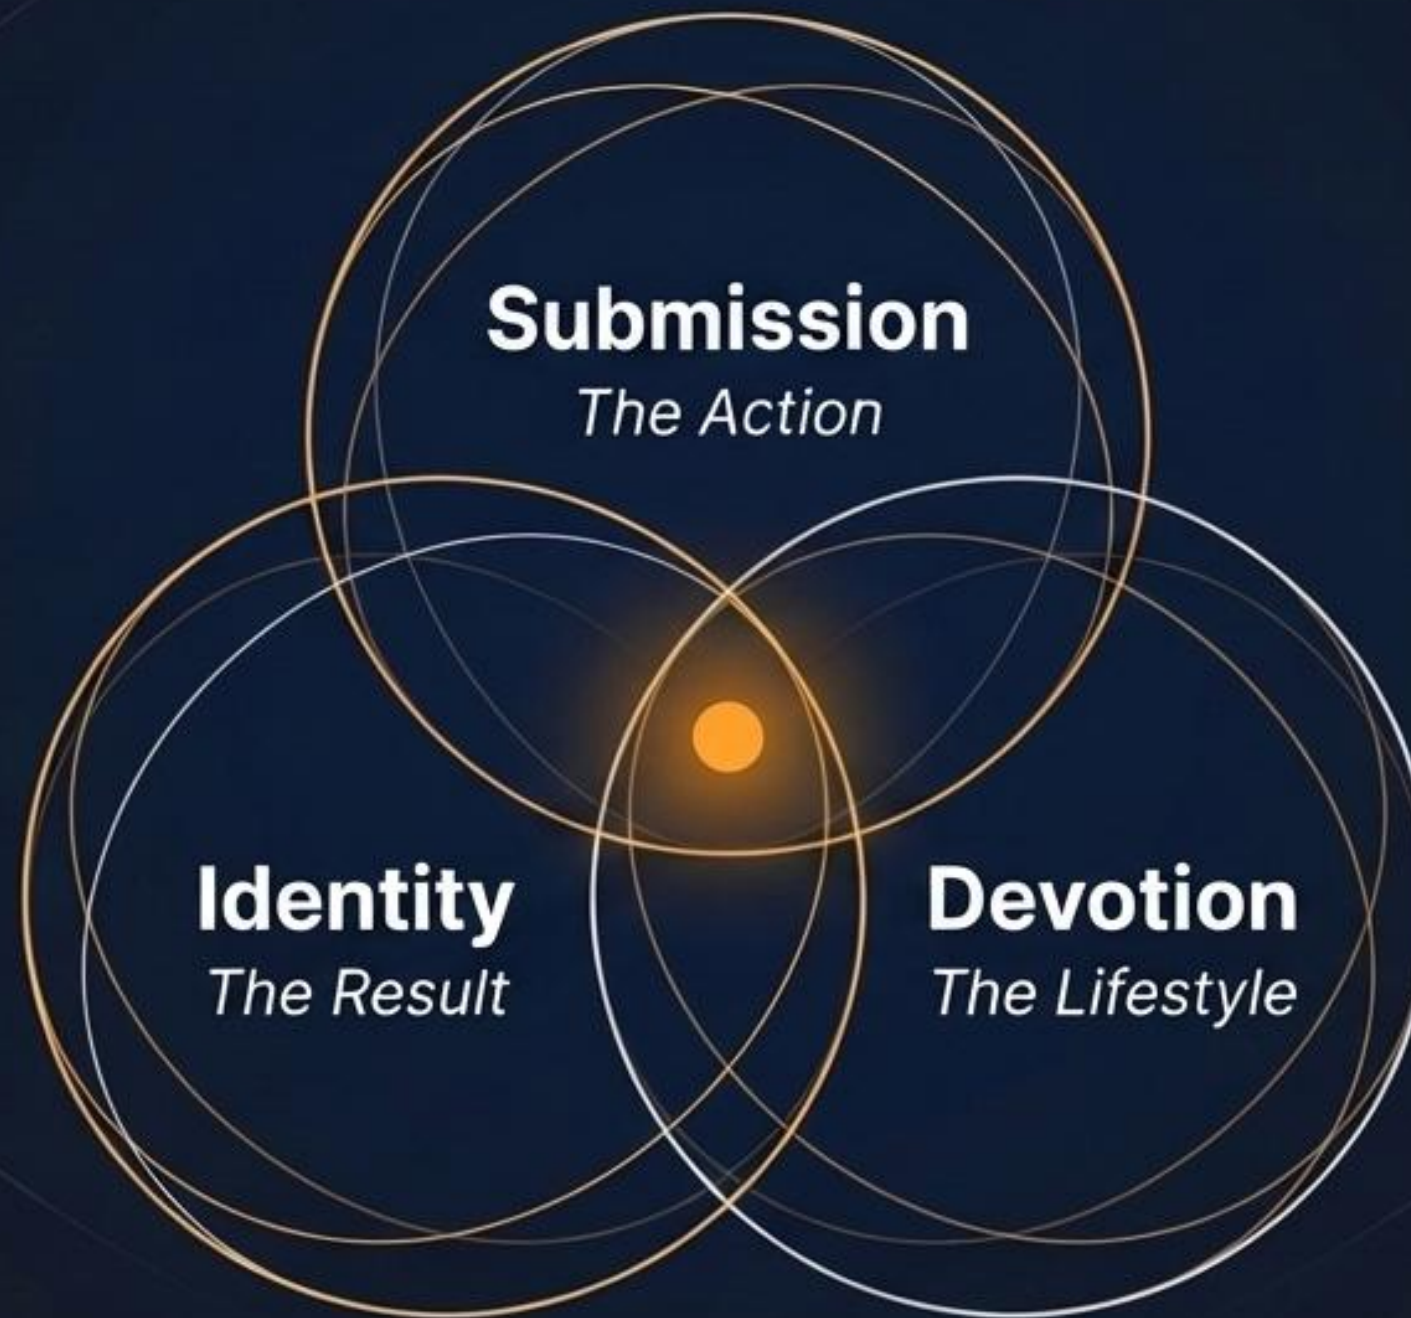 Submission
The Action
Identity
The Result
Devotion
The Lifestyle